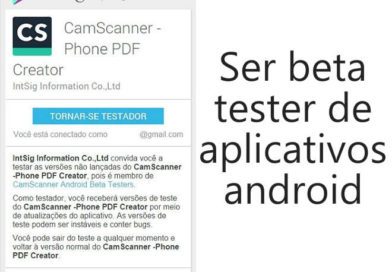 CS
CamScanner -
Phone PDF
Creator
IntSig Information Co.,Ltd
TORNAR-SE TESTADOR
Você está conectado como @gmail com
IntSig Information Co.,Ltd convida você a
testar as versões não lançadas do CamScanner
-Phone PDF Creator, pois é membro de
CamScanner Android Beta Testers.
Como testador, você receberá versões de teste
do CamScanner -Phone PDF Creator por meio
de atualizações do aplicativo. As versões de
teste podem ser instáveis e conter bugs.
Você pode sair do teste a qualquer momento e
voltar à versão normal do CamScanner -Phone
PDF Creator.
Ser beta
tester de
aplicativos
android